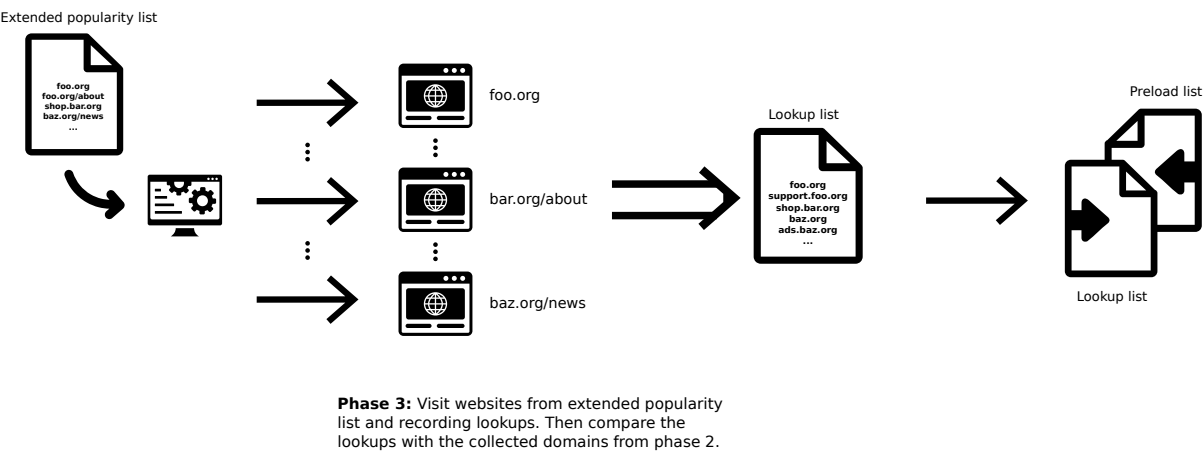 Extended popularity list
foo.org
foo.org/about
shop.bar.org
baz.org/news
...
foo.org
bar.org/about
baz.org/news
Lookup list
foo.org
support.foo.org
shop.bar.org
baz.org
ads.baz.org
...
Preload list
Lookup list
Phase 3: Visit websites from extended popularity
list and recording lookups. Then compare the
lookups with the collected domains from phase 2.